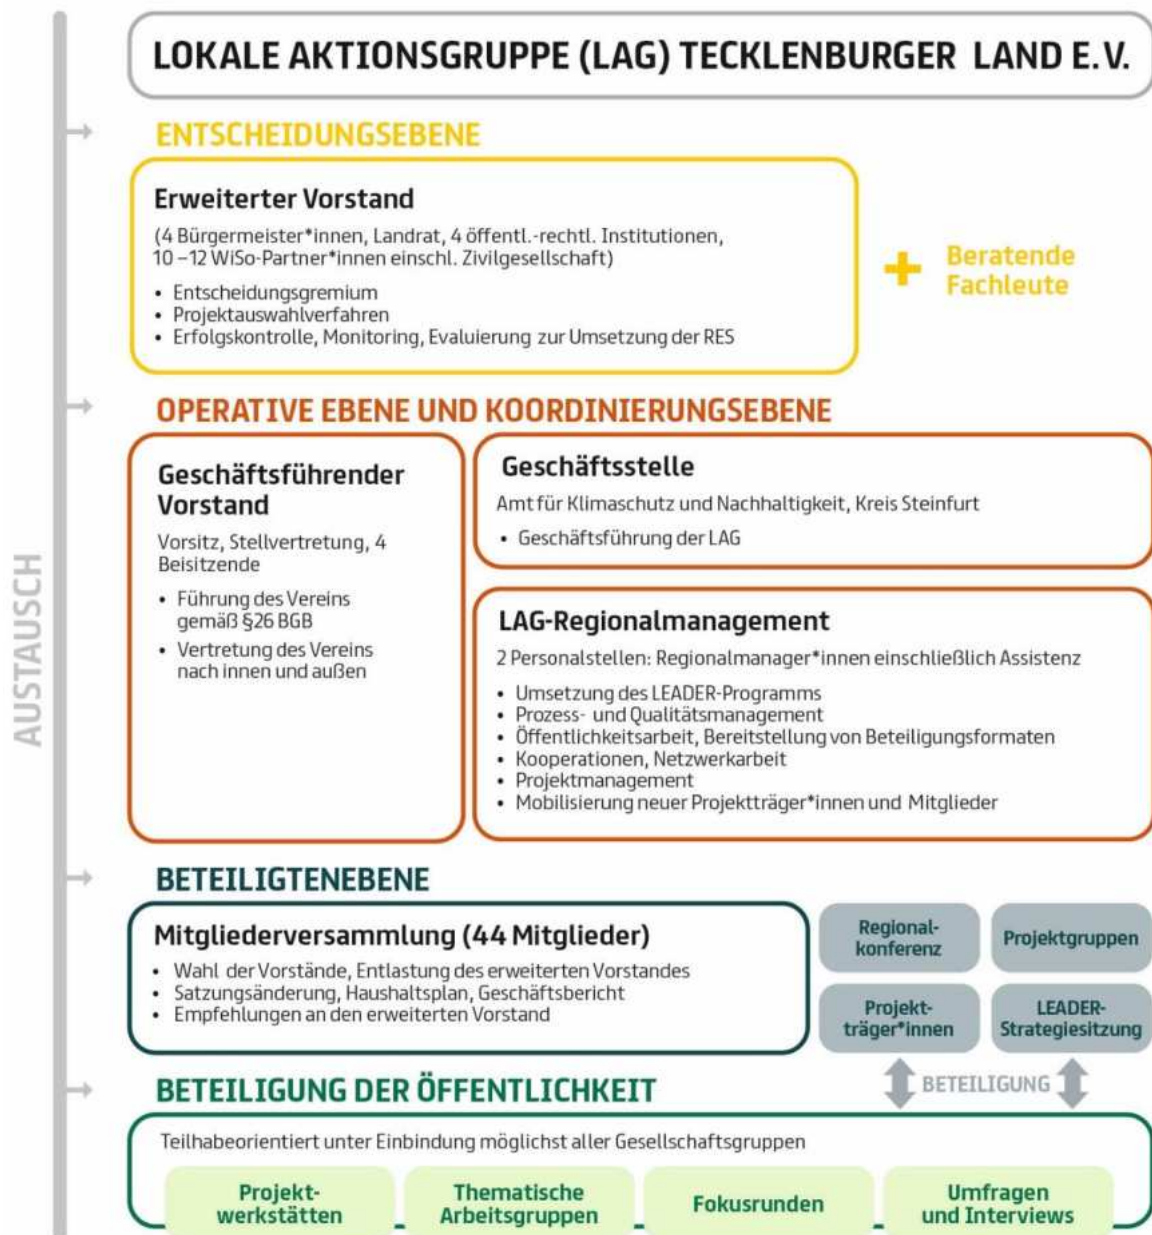 LOKALE AKTIONSGRUPPE (LAG) TECKLENBURGER LAND E.V.
ENTSCHEIDUNGSEBENE
Erweiterter Vorstand
(4 Bürgermeister*innen, Landrat, 4 öffentl.-rechtl. Institutionen,
10 –12 WiSo-Partner*innen einschl. Zivilgesellschaft)
• Entscheidungsgremium
• Projektauswahlverfahren
• Erfolgskontrolle, Monitoring, Evaluierung zur Umsetzung der RES
+ Beratende
Fachleute
OPERATIVE EBENE UND KOORDINIERUNGSEBENE
Geschäftsführender
Vorstand
Vorsitz, Stellvertretung, 4
Beisitzende
• Führung des Vereins
gemäß §26 BGB
• Vertretung des Vereins
nach innen und außen
Geschäftsstelle
Amt für Klimaschutz und Nachhaltigkeit, Kreis Steinfurt
• Geschäftsführung der LAG
LAG-Regionalmanagement
2 Personalstellen: Regionalmanager*innen einschließlich Assistenz
• Umsetzung des LEADER-Programms
• Prozess- und Qualitätsmanagement
• Öffentlichkeitsarbeit, Bereitstellung von Beteiligungsformaten
• Kooperationen, Netzwerkarbeit
• Projektmanagement
• Mobilisierung neuer Projektträger*innen und Mitglieder
AUSTAUSCH
BETEILIGTENEBENE
Mitgliederversammlung (44 Mitglieder)
• Wahl der Vorstände, Entlastung des erweiterten Vorstandes
• Satzungsänderung, Haushaltsplan, Geschäftsbericht
• Empfehlungen an den erweiterten Vorstand
Regional-
konferenz
Projektgruppen
Projekt-
träger*innen
LEADER-
Strategiesitzung
BETEILIGUNG
BETEILIGUNG DER ÖFFENTLICHKEIT
Teilhabeorientiert unter Einbindung möglichst aller Gesellschaftsgruppen
Projekt-
werkstätten
Thematische
Arbeitsgruppen
Fokusrunden
Umfragen
und Interviews